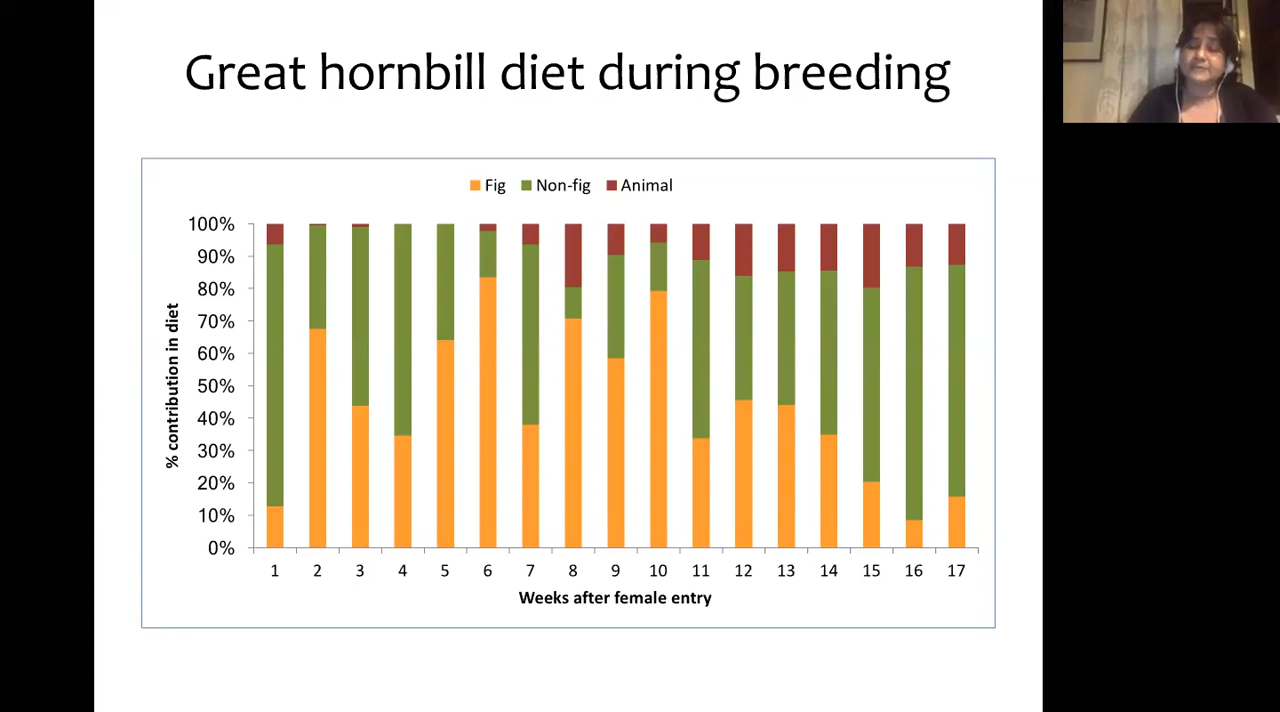 Great hornbill diet during breeding
Fig Non-fig Animal
100%
90%
80%
70%
60%
50%
40%
30%
20%
10%
0%
% contribution in diet
1 2 3 4 5 6 7 8 9 10 11 12 13 14 15 16 17
Weeks after female entry